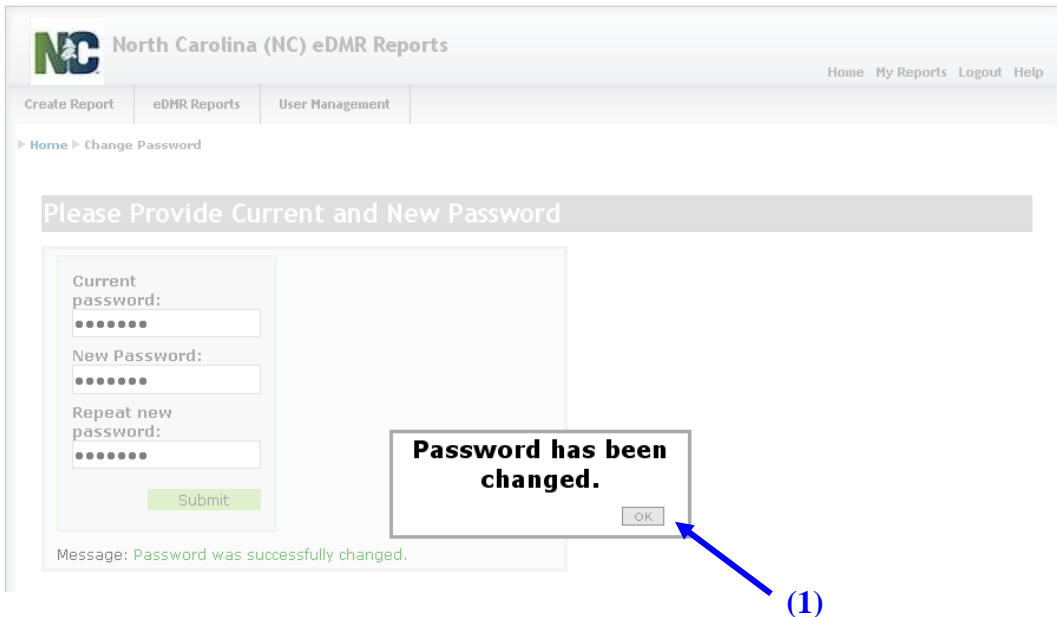 NC North Carolina (NC) eDMR Reports
Home My Reports Logout Help
Create Report eDMR Reports User Management
Home Change Password
Please Provide Current and New Password
Current
password:
New Password:
Repeat new
password:
Submit
Password has been
changed.
OK
Message: Password was successfully changed.
(1)